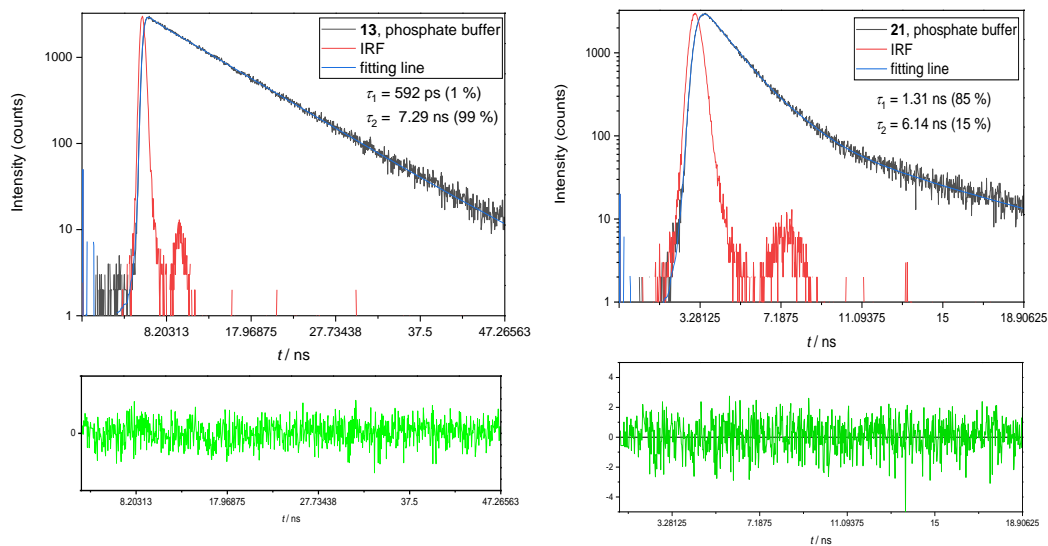 13, phosphate buffer
IRF
fitting line
τ1 = 592 ps (1 %)
τ2 = 7.29 ns (99 %)
Intensity (counts)
1000
100
10
1
8.20313 17.96875 27.73438 37.5 47.26563
t / ns
0
8.20313 17.96875 27.73438 37.5 47.26563
t / ns
21, phosphate buffer
IRF
fitting line
τ1 = 1.31 ns (85 %)
τ2 = 6.14 ns (15 %)
Intensity (counts)
1000
100
10
1
3.28125 7.1875 11.09375 15 18.90625
t / ns
4
2
0
-2
-4
3.28125 7.1875 11.09375 15 18.90625
t / ns